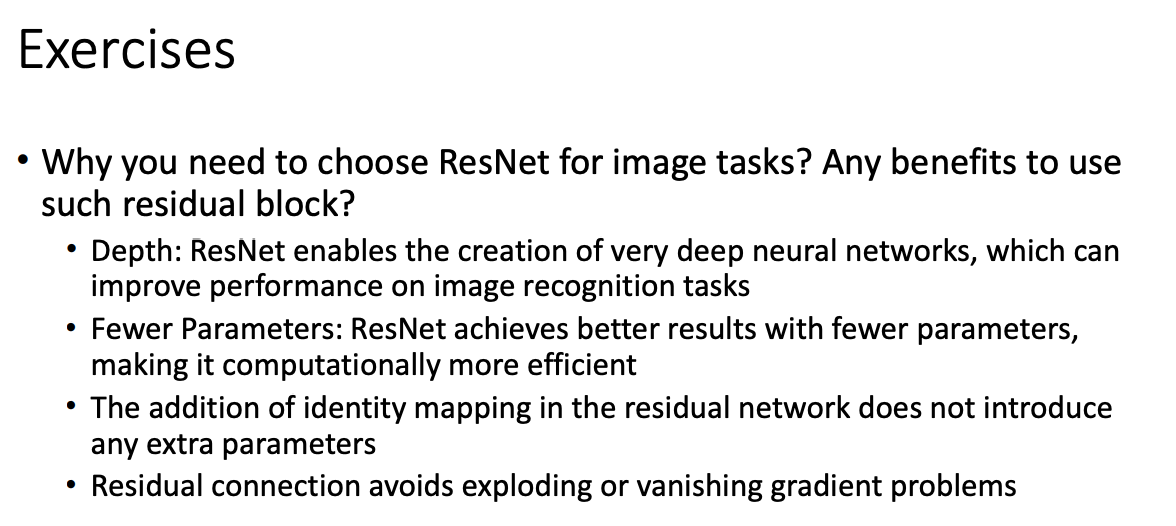 Exercises
• Why you need to choose ResNet for image tasks? Any benefits to use
such residual block?
• Depth: ResNet enables the creation of very deep neural networks, which can
improve performance on image recognition tasks
• Fewer Parameters: ResNet achieves better results with fewer parameters,
making it computationally more efficient
• The addition of identity mapping in the residual network does not introduce
any extra parameters
• Residual connection avoids exploding or vanishing gradient problems